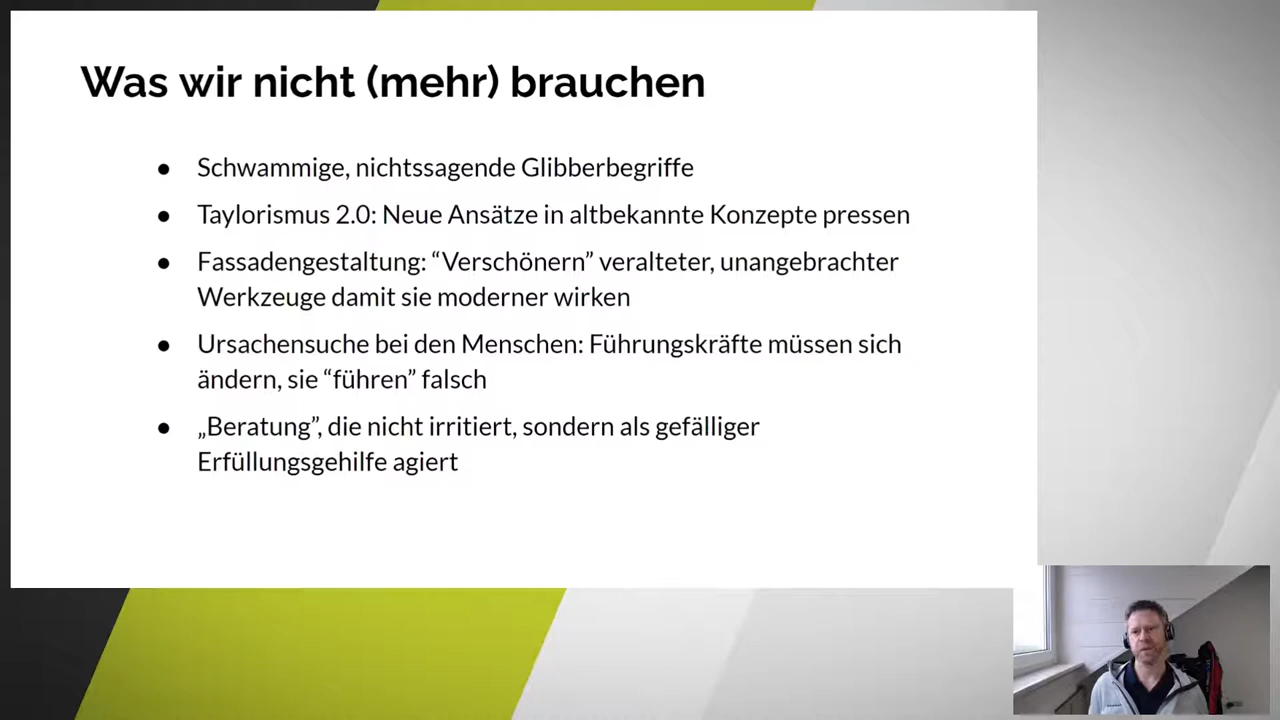 Was wir nicht (mehr) brauchen
● Schwammige, nichtssagende Glibberbegriffe
● Taylorismus 2.0: Neue Ansätze in altbekannte Konzepte pressen
● Fassadengestaltung: “Verschönern” veralteter, unangebrachter
Werkzeuge damit sie moderner wirken
● Ursachensuche bei den Menschen: Führungskräfte müssen sich
ändern, sie “führen” falsch
● „Beratung”, die nicht irritiert, sondern als gefälliger
Erfüllungsgehilfe agiert